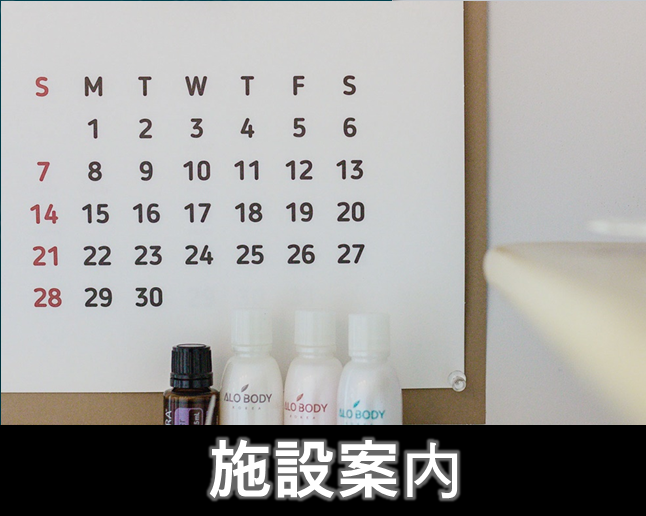 S M T W T F S
1 2 3 4 5 6
7 8 9 10 11 12 13
14 15 16 17 18 19 20
21 22 23 24 25 26 27
28 29 30
ALO BODY
ALO BODY
ALO BODY
施設案内